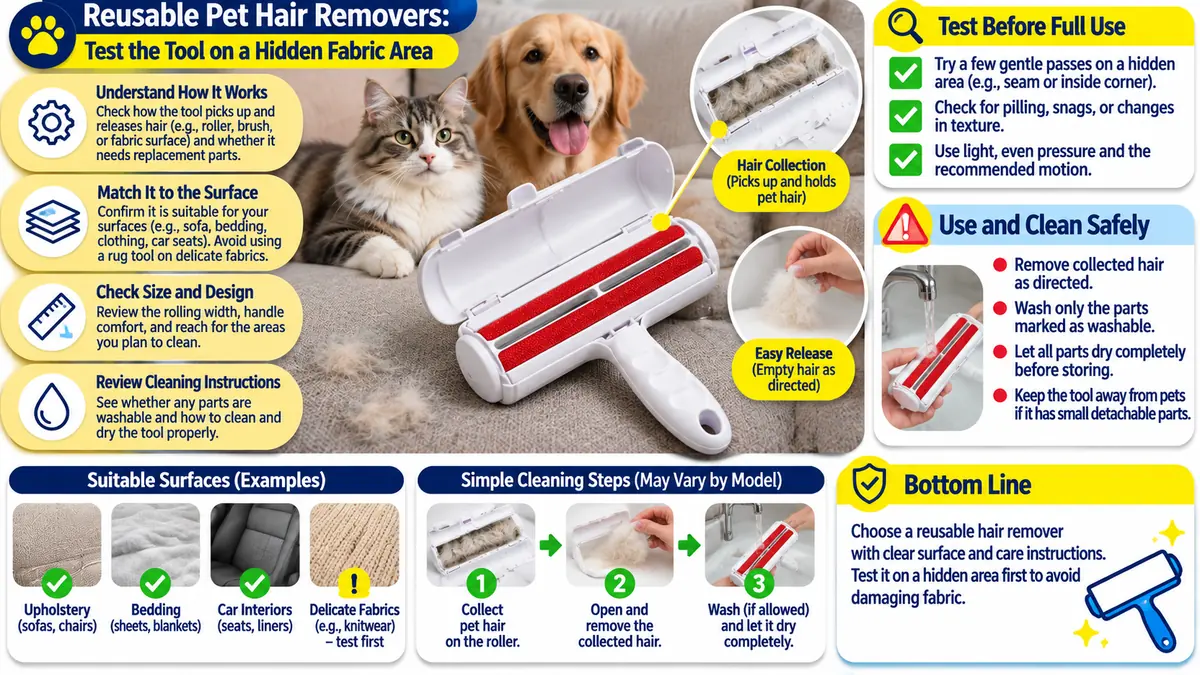 Reusable Pet Hair Removers:
Test the Tool on a Hidden Fabric Area
Understand How It Works
Check how the tool picks up and
releases hair (e.g., roller, brush,
or fabric surface) and whether it
needs replacement parts.
Match It to the Surface
Confirm it is suitable for your
surfaces (e.g., sofa, bedding,
clothing, car seats). Avoid using
a rug tool on delicate fabrics.
Check Size and Design
Review the rolling width, handle
comfort, and reach for the areas
you plan to clean.
Review Cleaning Instructions
See whether any parts are
washable and how to clean and
dry the tool properly.
Hair Collection
(Picks up and holds
pet hair)
Easy Release
(Empty hair as
directed)
Test Before Full Use
Try a few gentle passes on a hidden
area (e.g., seam or inside corner).
Check for pilling, snags, or changes
in texture.
Use light, even pressure and the
recommended motion.
Use and Clean Safely
Remove collected hair
as directed.
Wash only the parts
marked as washable.
Let all parts dry completely
before storing.
Keep the tool away from pets
if it has small detachable parts.
Suitable Surfaces (Examples)
Upholstery
(sofas, chairs)
Bedding
(sheets, blankets)
Car Interiors
(seats, liners)
Delicate Fabrics
(e.g., knitwear)
– test first
Simple Cleaning Steps (May Vary by Model)
1
Collect
pet hair
on the roller.
2
Open and
remove the
collected hair.
3
Wash (if allowed)
and let it dry
completely.
Bottom Line
Choose a reusable hair remover
with clear surface and care instructions.
Test it on a hidden area first to avoid
damaging fabric.